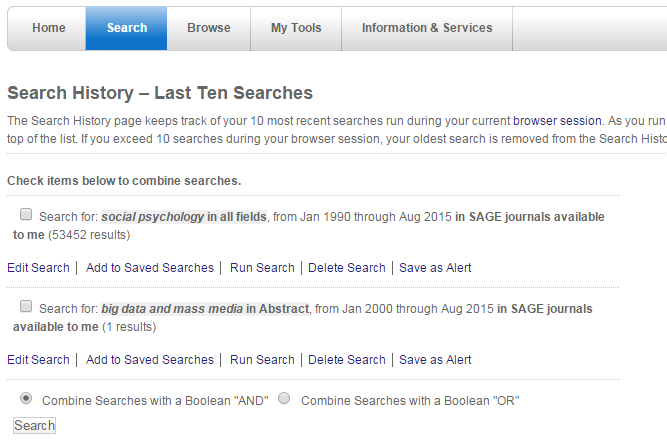 Home Search Browse My Tools Information & Services
Search History – Last Ten Searches
The Search History page keeps track of your 10 most recent searches run during your current browser session. As you run
top of the list. If you exceed 10 searches during your browser session, your oldest search is removed from the Search Histo
Check items below to combine searches.
Search for: social psychology in all fields, from Jan 1990 through Aug 2015 in SAGE journals available
to me (53452 results)
Edit Search | Add to Saved Searches | Run Search | Delete Search | Save as Alert
Search for: big data and mass media in Abstract, from Jan 2000 through Aug 2015 in SAGE journals
available to me (1 results)
Edit Search | Add to Saved Searches | Run Search | Delete Search | Save as Alert
Combine Searches with a Boolean "AND" Combine Searches with a Boolean "OR"
Search